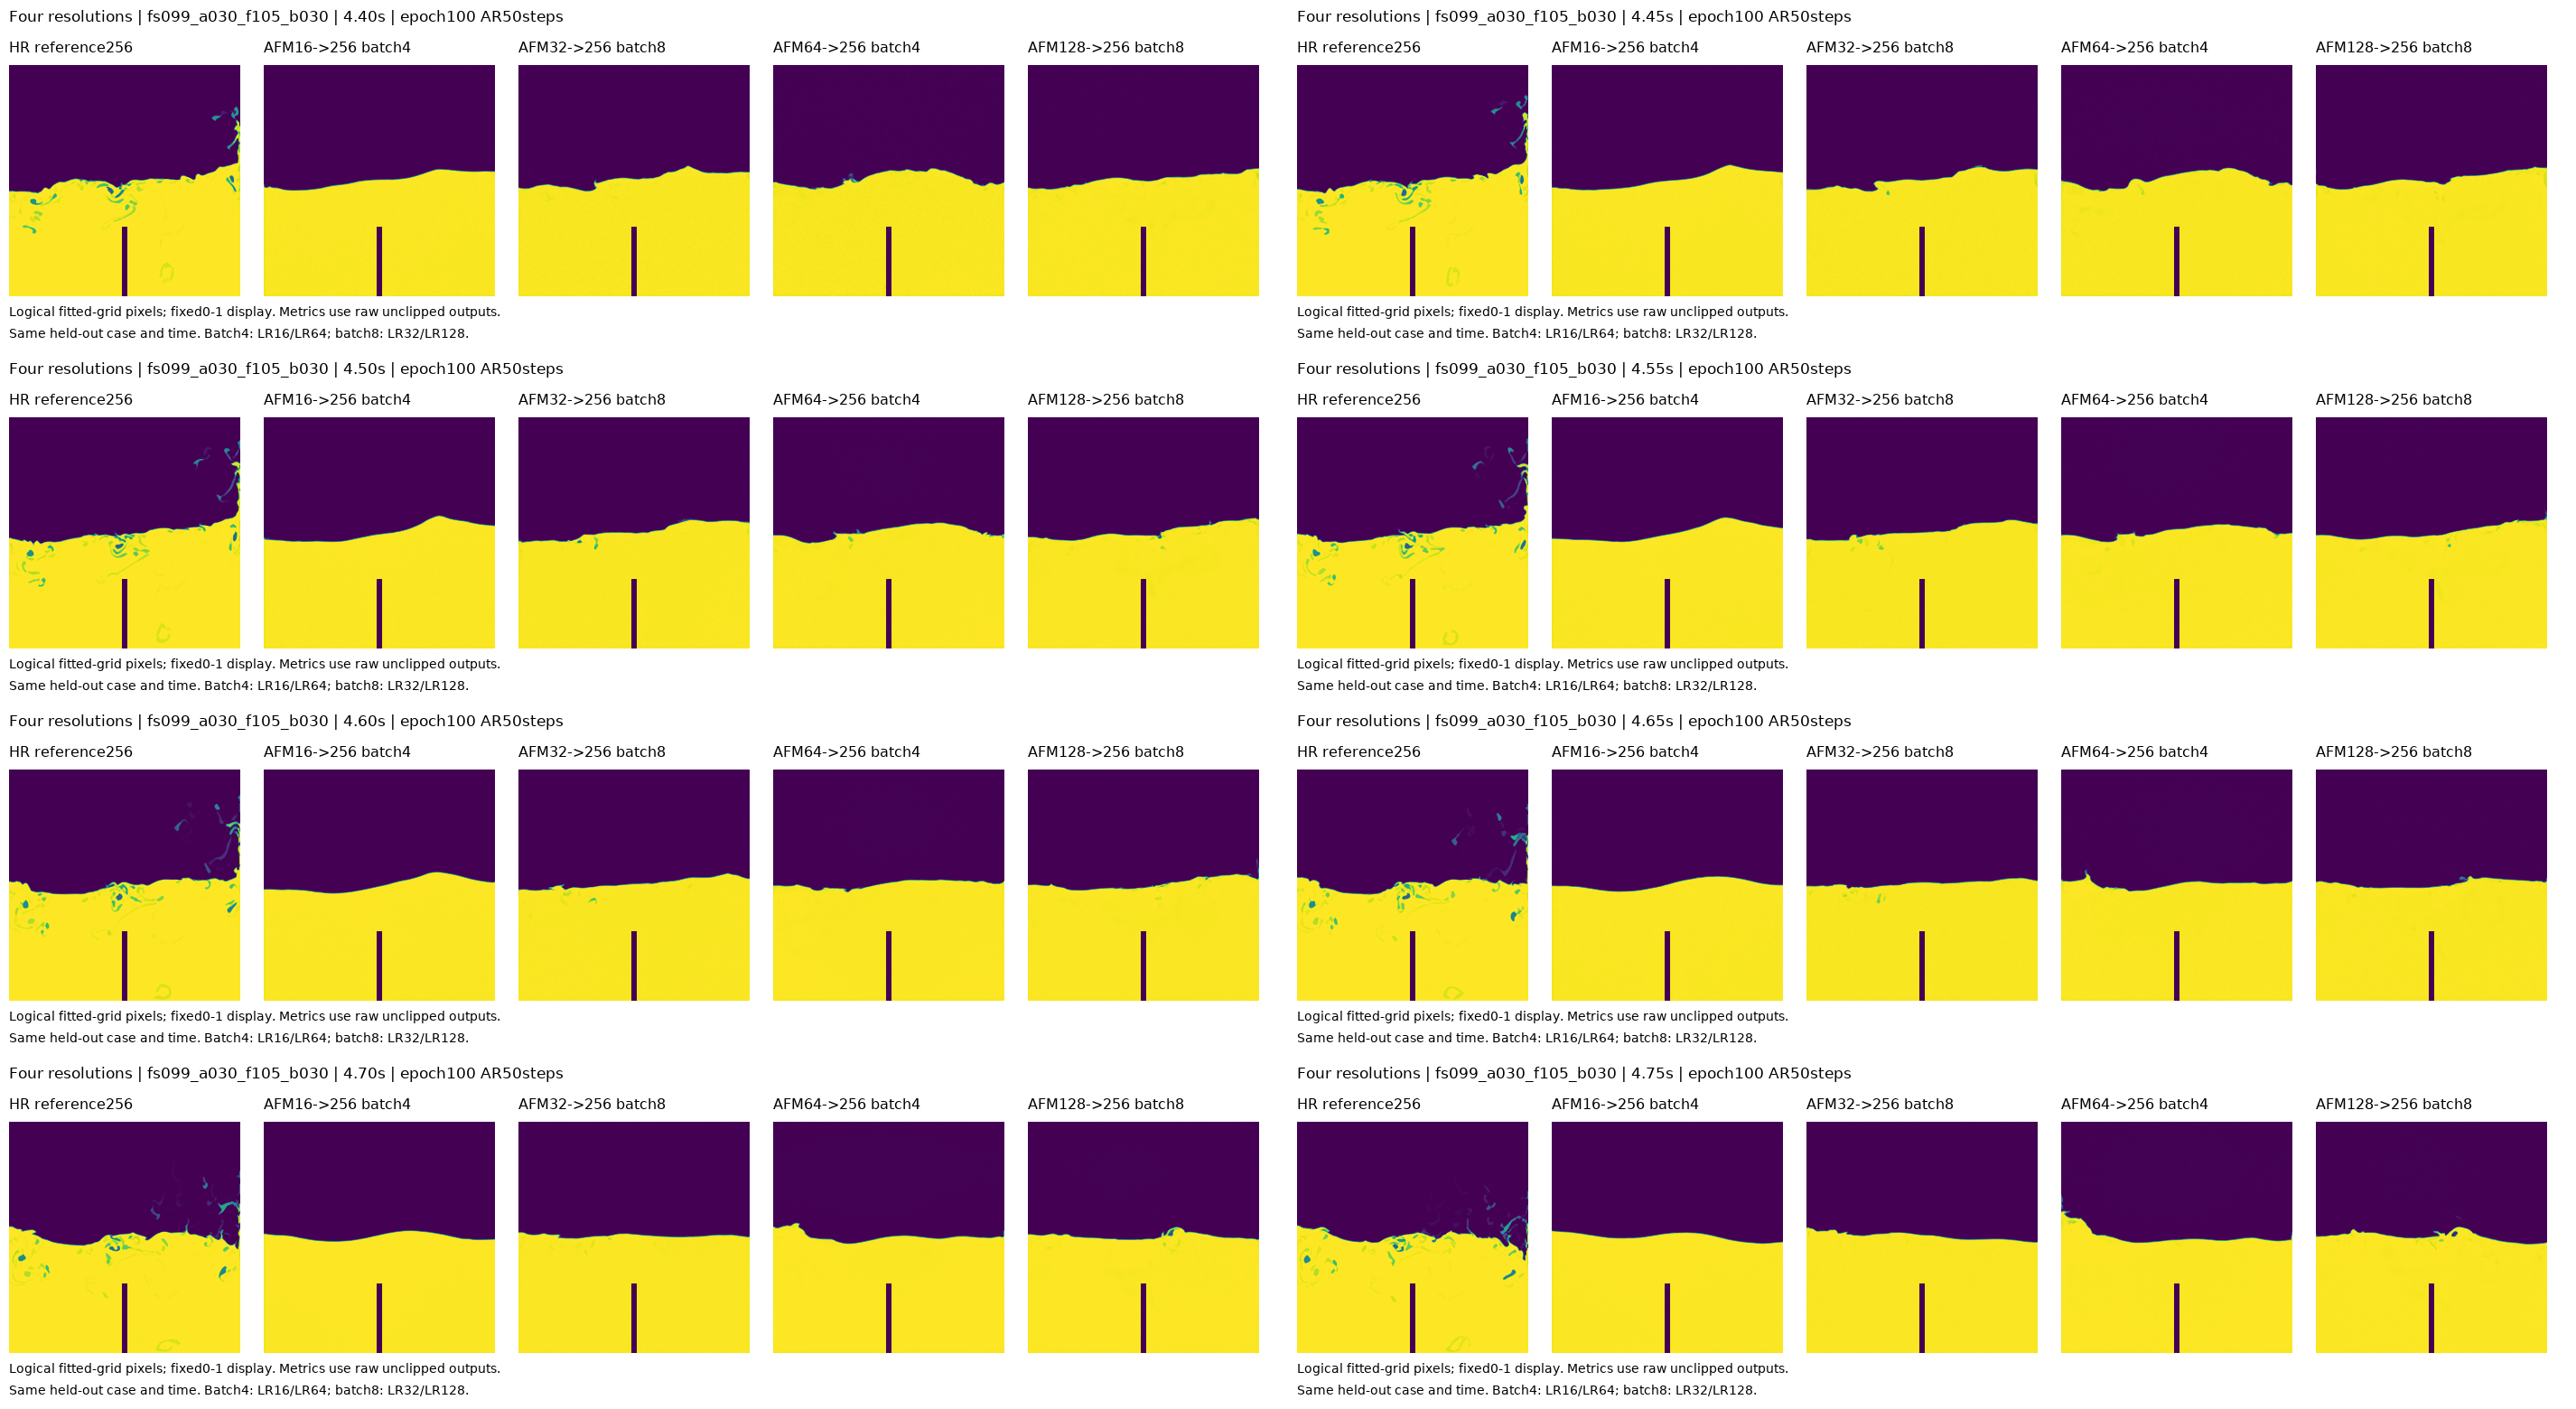 Four resolutions | fs099_a030_f105_b030 | 4.40s | epoch100 AR50steps
HR reference256 AFM16->256 batch4 AFM32->256 batch8 AFM64->256 batch4 AFM128->256 batch8
Logical fitted-grid pixels; fixed0-1 display. Metrics use raw unclipped outputs.
Same held-out case and time. Batch4: LR16/LR64; batch8: LR32/LR128.
Four resolutions | fs099_a030_f105_b030 | 4.45s | epoch100 AR50steps
HR reference256 AFM16->256 batch4 AFM32->256 batch8 AFM64->256 batch4 AFM128->256 batch8
Logical fitted-grid pixels; fixed0-1 display. Metrics use raw unclipped outputs.
Same held-out case and time. Batch4: LR16/LR64; batch8: LR32/LR128.
Four resolutions | fs099_a030_f105_b030 | 4.50s | epoch100 AR50steps
HR reference256 AFM16->256 batch4 AFM32->256 batch8 AFM64->256 batch4 AFM128->256 batch8
Logical fitted-grid pixels; fixed0-1 display. Metrics use raw unclipped outputs.
Same held-out case and time. Batch4: LR16/LR64; batch8: LR32/LR128.
Four resolutions | fs099_a030_f105_b030 | 4.55s | epoch100 AR50steps
HR reference256 AFM16->256 batch4 AFM32->256 batch8 AFM64->256 batch4 AFM128->256 batch8
Logical fitted-grid pixels; fixed0-1 display. Metrics use raw unclipped outputs.
Same held-out case and time. Batch4: LR16/LR64; batch8: LR32/LR128.
Four resolutions | fs099_a030_f105_b030 | 4.60s | epoch100 AR50steps
HR reference256 AFM16->256 batch4 AFM32->256 batch8 AFM64->256 batch4 AFM128->256 batch8
Logical fitted-grid pixels; fixed0-1 display. Metrics use raw unclipped outputs.
Same held-out case and time. Batch4: LR16/LR64; batch8: LR32/LR128.
Four resolutions | fs099_a030_f105_b030 | 4.65s | epoch100 AR50steps
HR reference256 AFM16->256 batch4 AFM32->256 batch8 AFM64->256 batch4 AFM128->256 batch8
Logical fitted-grid pixels; fixed0-1 display. Metrics use raw unclipped outputs.
Same held-out case and time. Batch4: LR16/LR64; batch8: LR32/LR128.
Four resolutions | fs099_a030_f105_b030 | 4.70s | epoch100 AR50steps
HR reference256 AFM16->256 batch4 AFM32->256 batch8 AFM64->256 batch4 AFM128->256 batch8
Logical fitted-grid pixels; fixed0-1 display. Metrics use raw unclipped outputs.
Same held-out case and time. Batch4: LR16/LR64; batch8: LR32/LR128.
Four resolutions | fs099_a030_f105_b030 | 4.75s | epoch100 AR50steps
HR reference256 AFM16->256 batch4 AFM32->256 batch8 AFM64->256 batch4 AFM128->256 batch8
Logical fitted-grid pixels; fixed0-1 display. Metrics use raw unclipped outputs.
Same held-out case and time. Batch4: LR16/LR64; batch8: LR32/LR128.